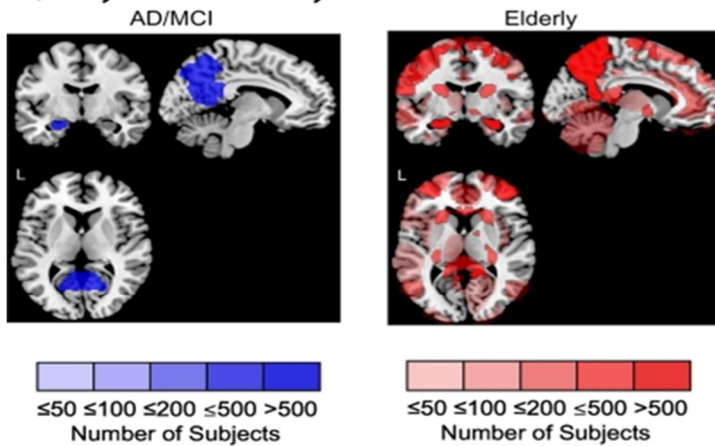 AD/MCI
Elderly
L
L
≤50 ≤100 ≤200 ≤500 >500
Number of Subjects
≤50 ≤100 ≤200 ≤500 >500
Number of Subjects